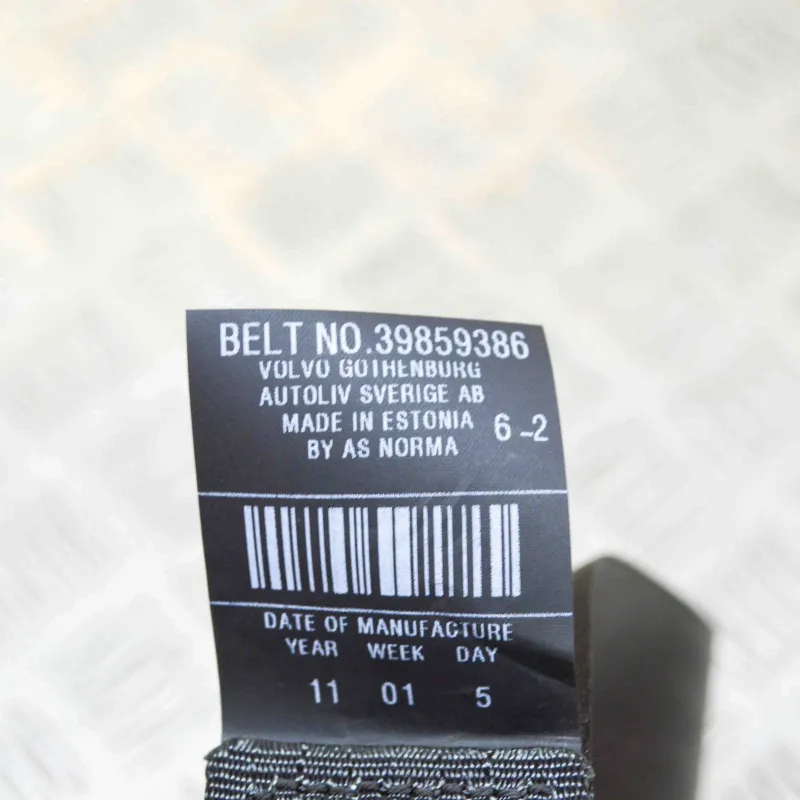 BELT NO.39859386
VOLVO GOTHENBURG
AUTOLIV SVERIGE AB
MADE IN ESTONIA
BY AS NORMA
6-2
DATE OF MANUFACTURE
YEAR WEEK DAY
11 01 5